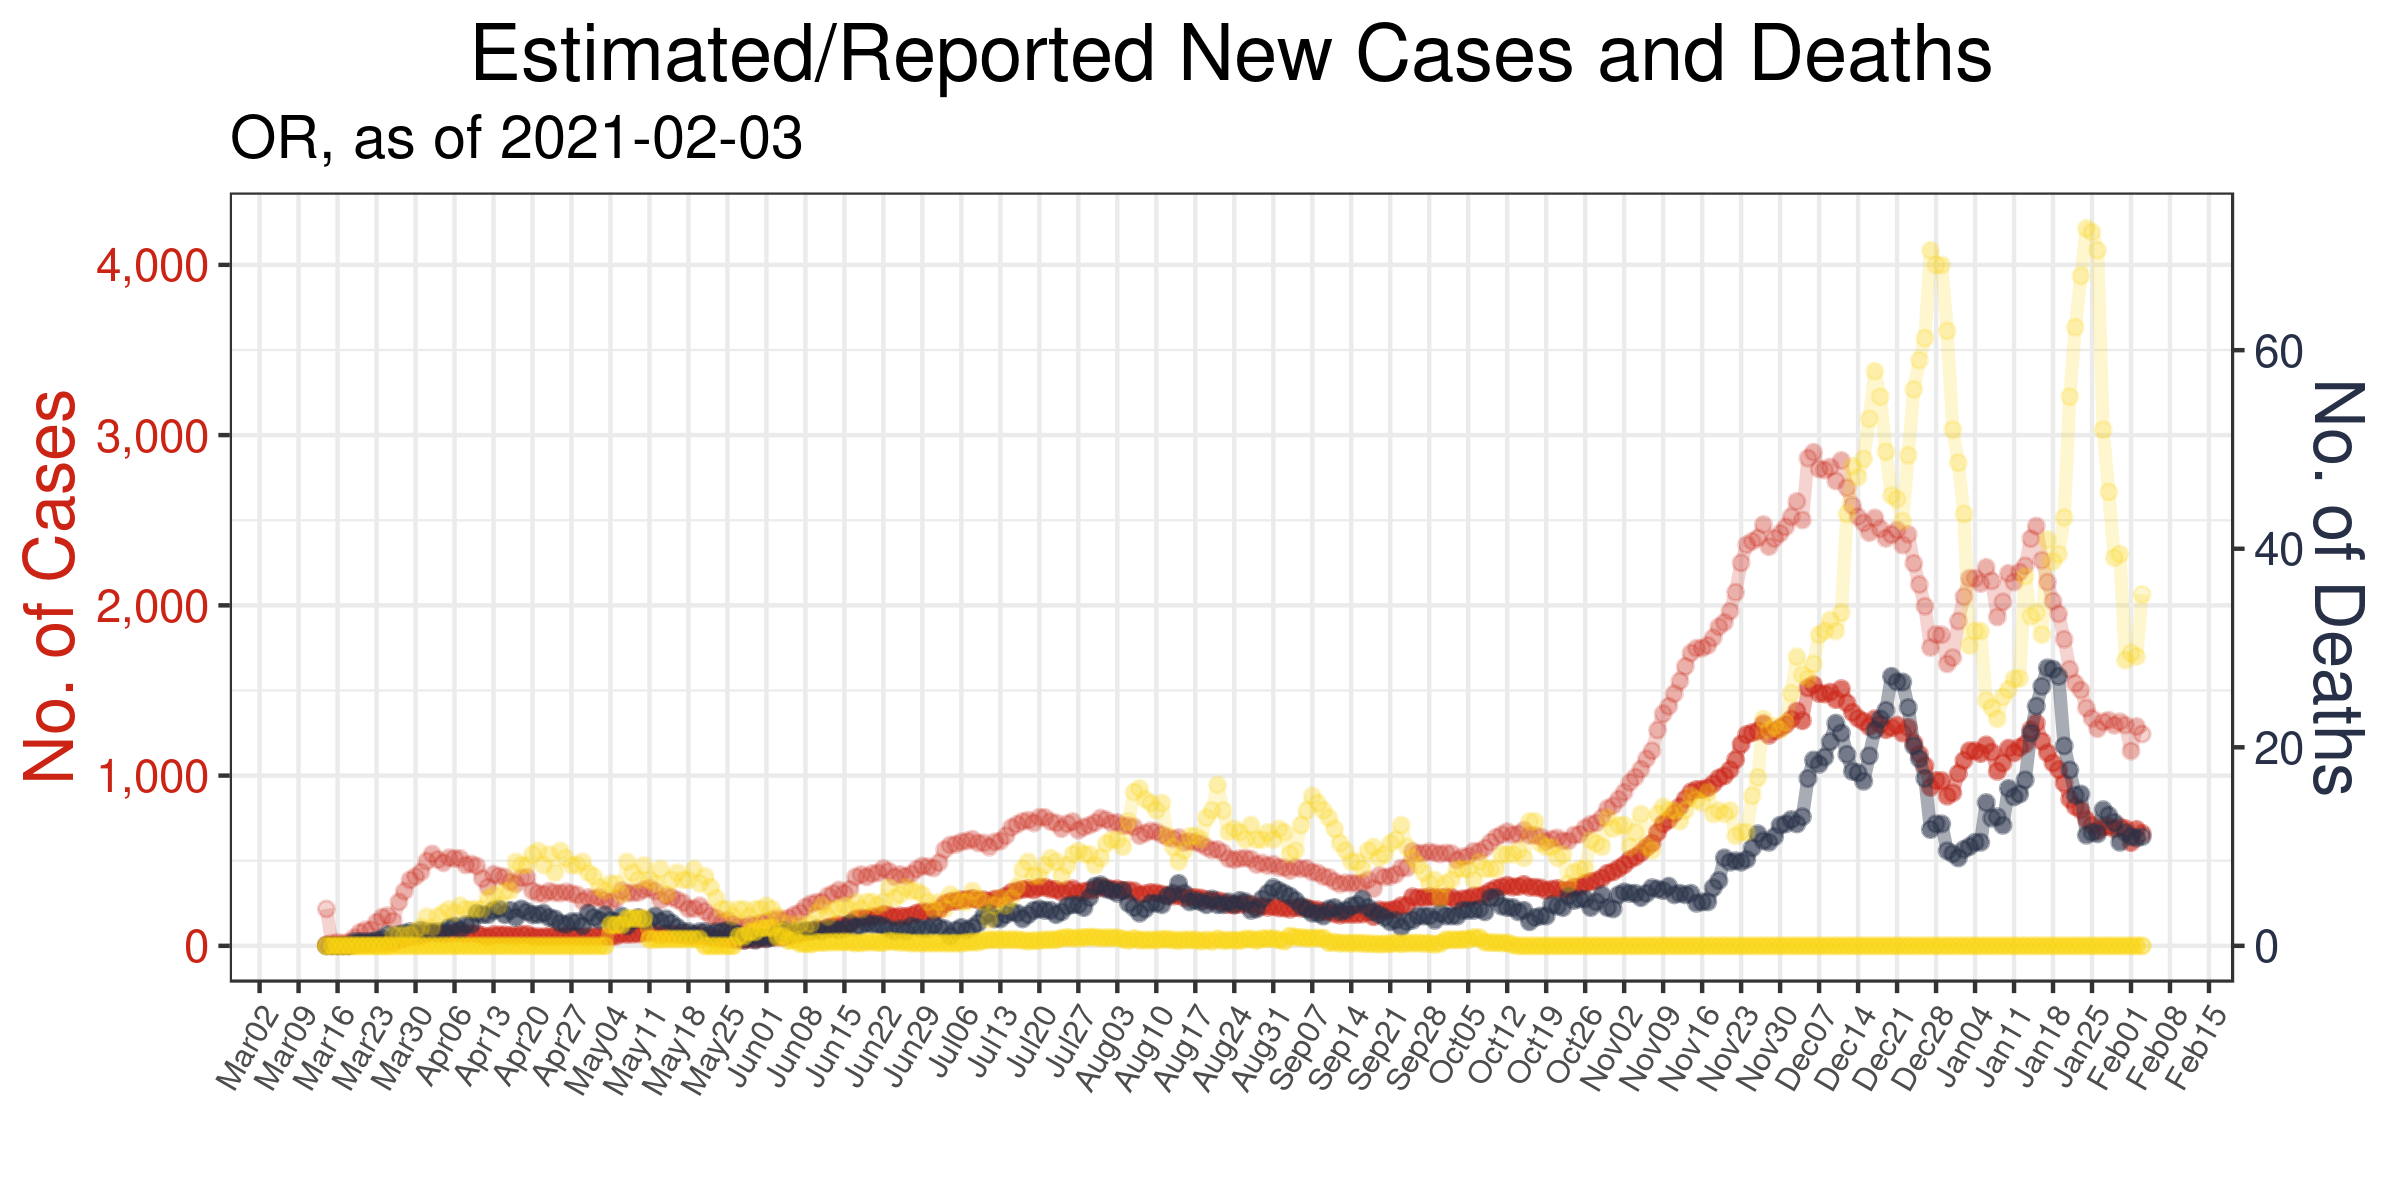 Estimated/Reported New Cases and Deaths
OR, as of 2021-02-03
No. of Cases
4,000
3,000
2,000
1,000
0
60
40
20
0
No. of Deaths
Mar02
Mar09
Mar16
Mar23
Mar30
Apr06
Apr13
Apr20
Apr27
May04
May11
May18
May25
Jun01
Jun08
Jun15
Jun22
Jun29
Jul06
Jul13
Jul20
Jul27
Aug03
Aug10
Aug17
Aug24
Aug31
Sep07
Sep14
Sep21
Sep28
Oct05
Oct12
Oct19
Oct26
Nov02
Nov09
Nov16
Nov23
Nov30
Dec07
Dec14
Dec21
Dec28
Jan04
Jan11
Jan18
Jan25
Feb01
Feb08
Feb15